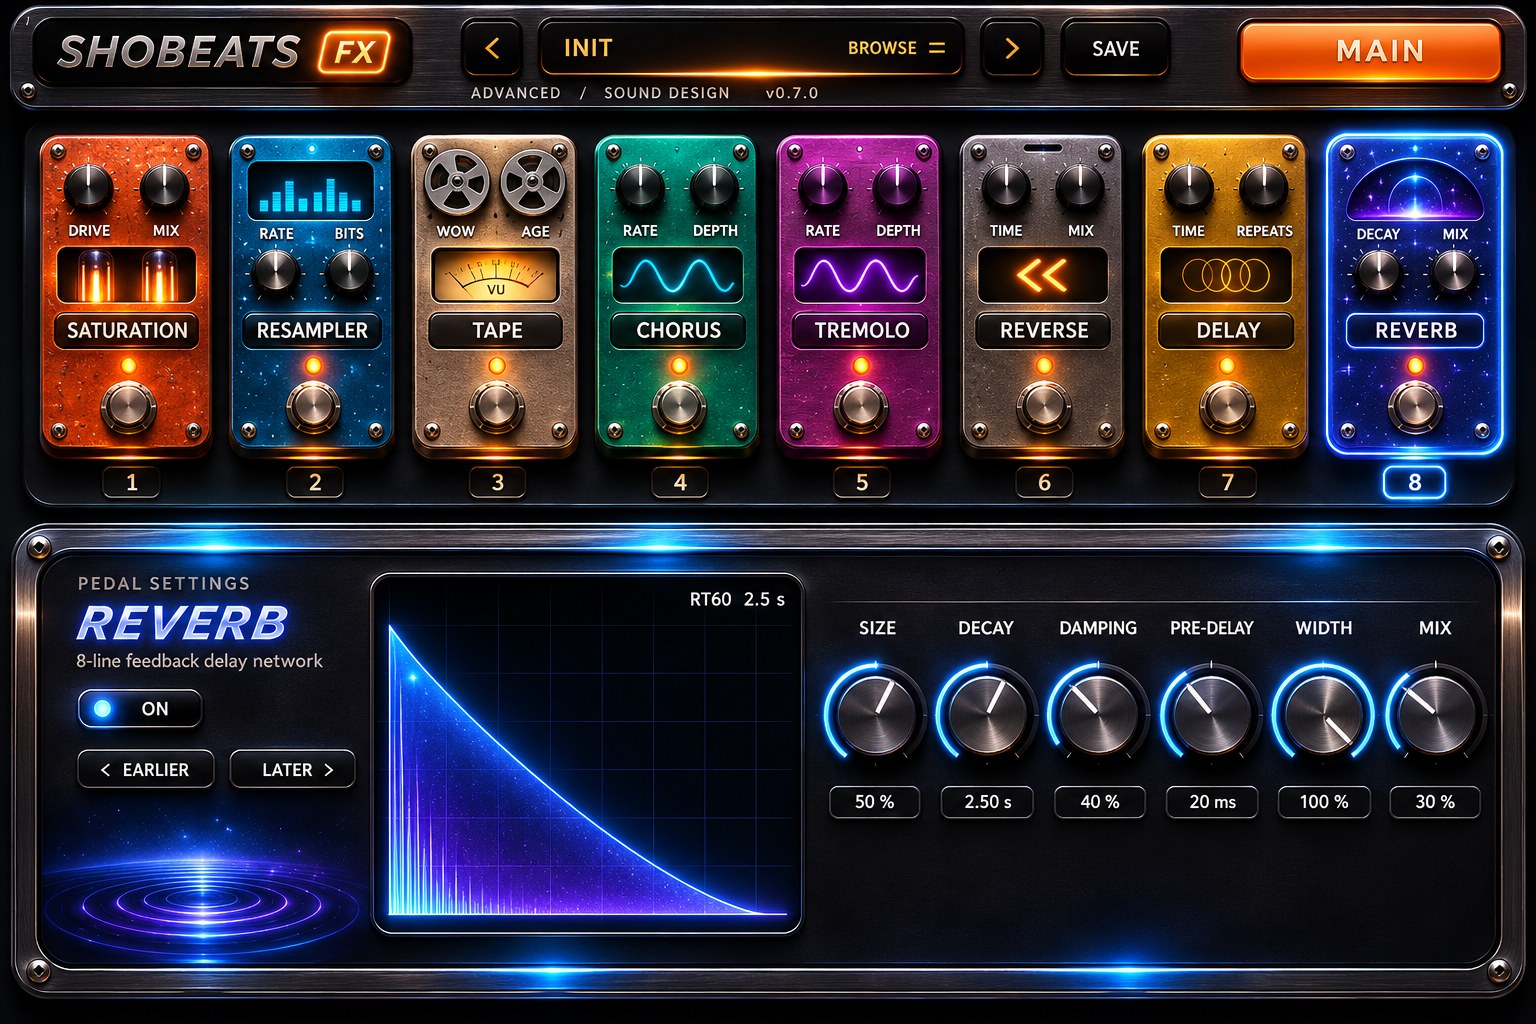 SHOBEATS FX
< INIT BROWSE = > SAVE
MAIN
ADVANCED / SOUND DESIGN v0.7.0
DRIVE MIX
SATURATION
1
RATE BITS
RESAMPLER
2
WOW AGE
VU
TAPE
3
RATE DEPTH
CHORUS
4
RATE DEPTH
TREMOLO
5
TIME MIX
REVERSE
6
TIME REPEATS
DELAY
7
DECAY MIX
REVERB
8
PEDAL SETTINGS
REVERB
8-line feedback delay network
ON
< EARLIER
LATER >
RT60 2.5 s
SIZE DECAY DAMPING PRE-DELAY WIDTH MIX
50 % 2.50 s 40 % 20 ms 100 % 30 %